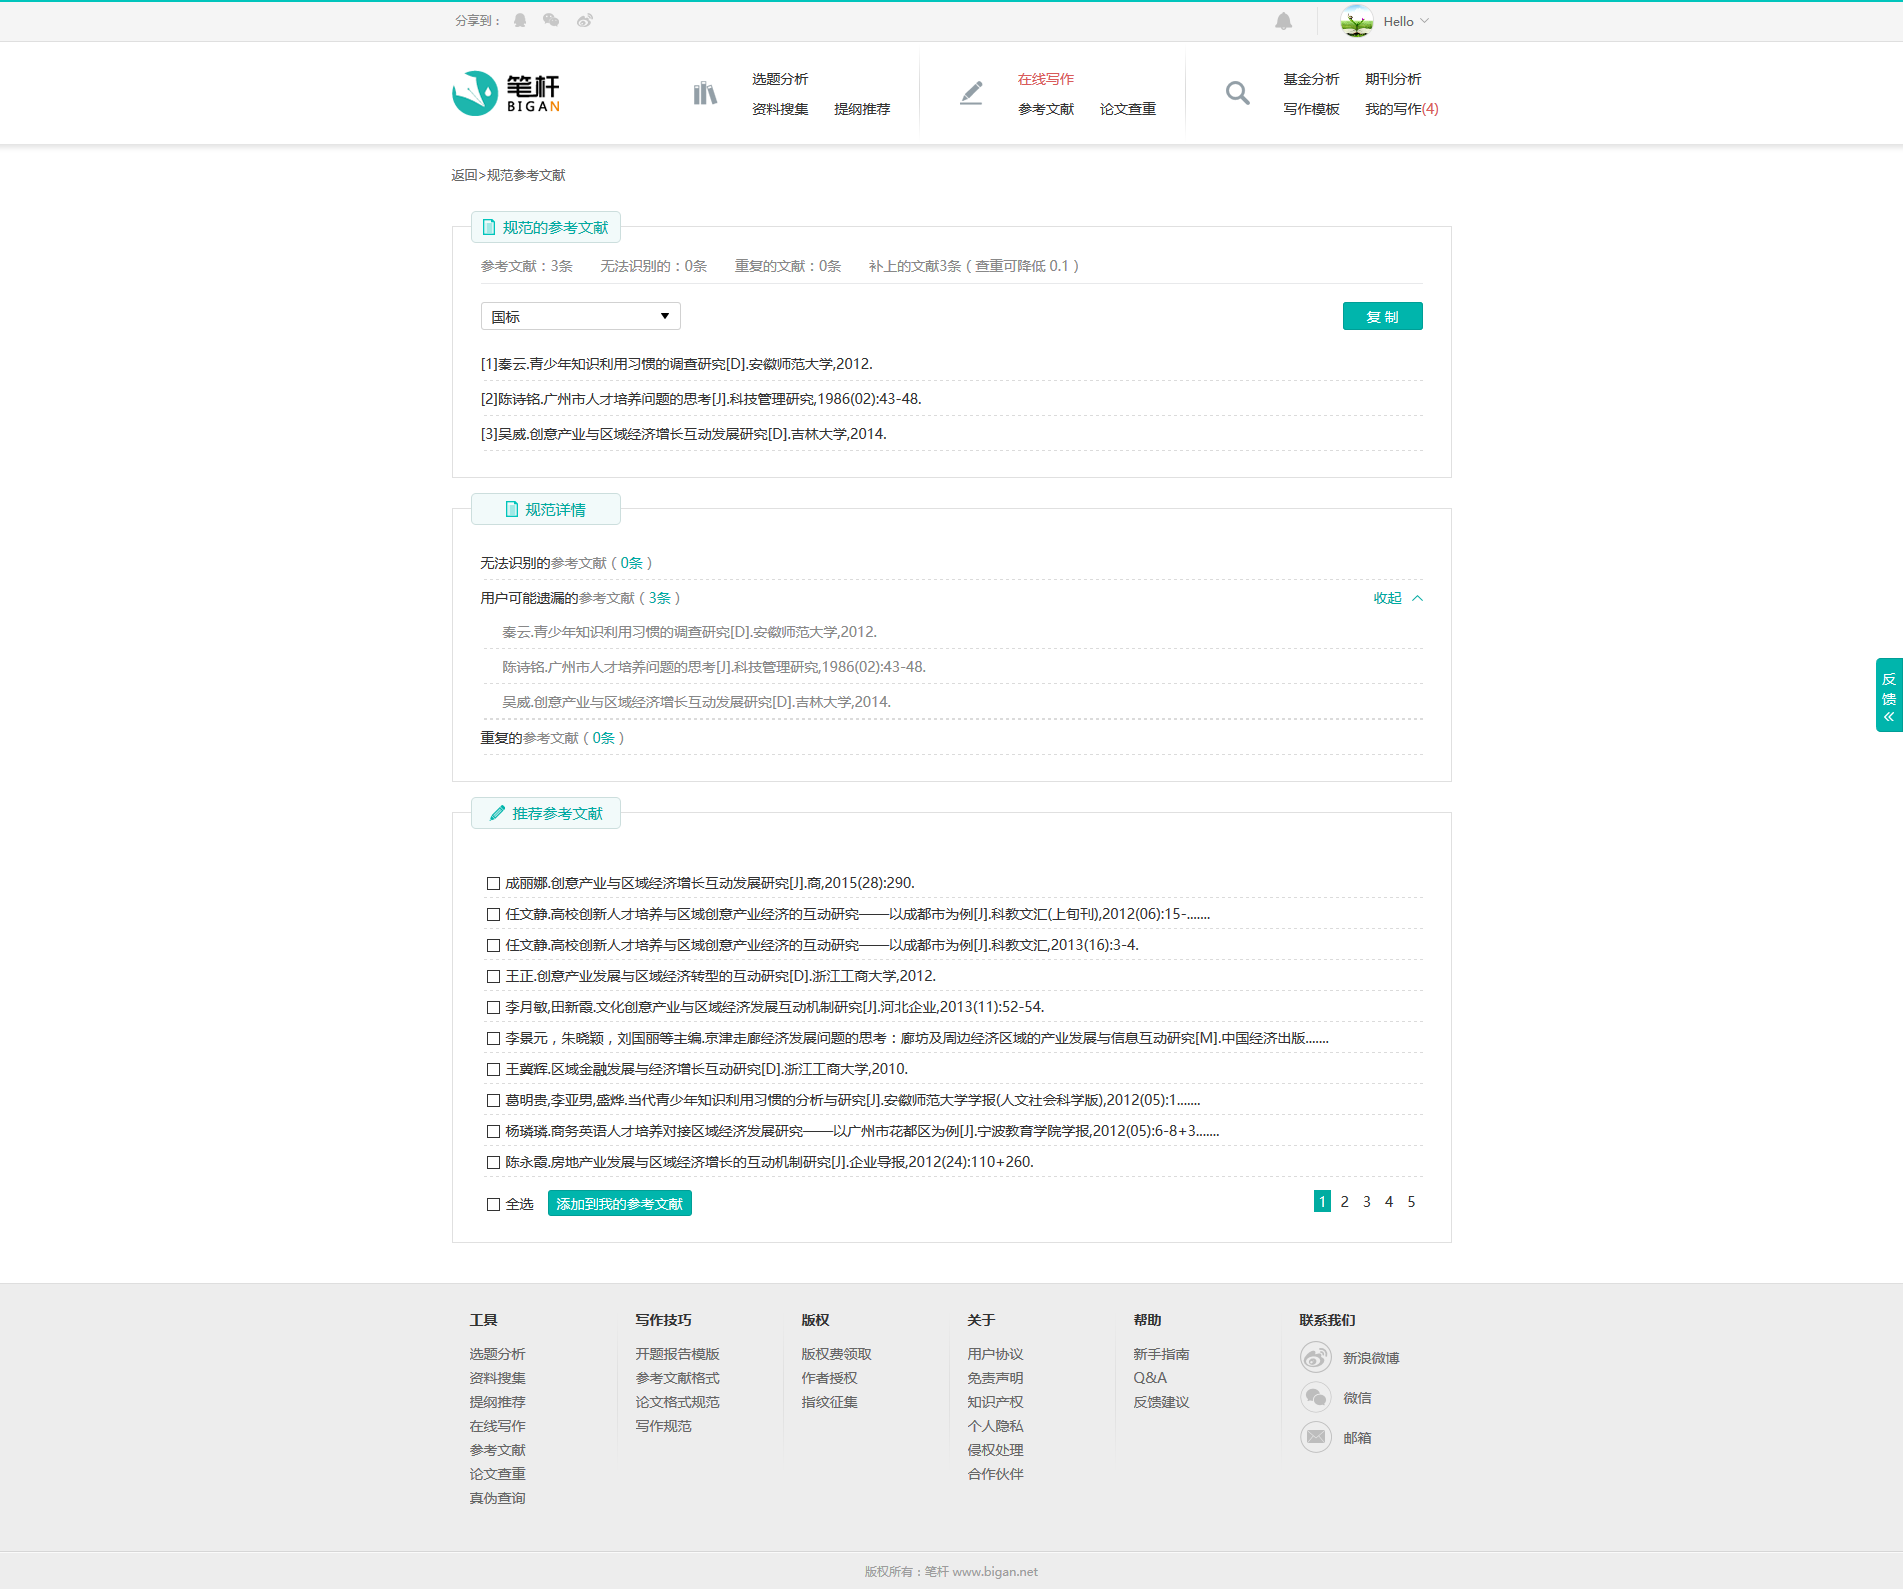 分享到：
Hello
笔杆
BIGAN
选题分析
资料搜集 提纲推荐
在线写作
参考文献 论文查重
基金分析 期刊分析
写作模板 我的写作(4)
返回>规范参考文献
规范的参考文献
参考文献：3条 无法识别的：0条 重复的文献：0条 补上的文献3条（查重可降低 0.1）
国标
复 制
[1]秦云.青少年知识利用习惯的调查研究[D].安徽师范大学,2012.
[2]陈诗铭.广州市人才培养问题的思考[J].科技管理研究,1986(02):43-48.
[3]吴威.创意产业与区域经济增长互动发展研究[D].吉林大学,2014.
规范详情
无法识别的参考文献（0条）
用户可能遗漏的参考文献（3条） 收起
秦云.青少年知识利用习惯的调查研究[D].安徽师范大学,2012.
陈诗铭.广州市人才培养问题的思考[J].科技管理研究,1986(02):43-48.
吴威.创意产业与区域经济增长互动发展研究[D].吉林大学,2014.
重复的参考文献（0条）
反馈
推荐参考文献
成丽娜.创意产业与区域经济增长互动发展研究[J].商,2015(28):290.
任文静.高校创新人才培养与区域创意产业经济的互动研究——以成都市为例[J].科教文汇(上旬刊),2012(06):15-.......
任文静.高校创新人才培养与区域创意产业经济的互动研究——以成都市为例[J].科教文汇,2013(16):3-4.
王正.创意产业发展与区域经济转型的互动研究[D].浙江工商大学,2012.
李月敏,田新霞.文化创意产业与区域经济发展互动机制研究[J].河北企业,2013(11):52-54.
李景元，朱晓颖，刘国丽等主编.京津走廊经济发展问题的思考：廊坊及周边经济区域的产业发展与信息互动研究[M].中国经济出版.......
王冀辉.区域金融发展与经济增长互动研究[D].浙江工商大学,2010.
葛明贵,李亚男,盛烨.当代青少年知识利用习惯的分析与研究[J].安徽师范大学学报(人文社会科学版),2012(05):1.......
杨璘璘.商务英语人才培养对接区域经济发展研究——以广州市花都区为例[J].宁波教育学院学报,2012(05):6-8+3.......
陈永霞.房地产业发展与区域经济增长的互动机制研究[J].企业导报,2012(24):110+260.
全选 添加到我的参考文献 1 2 3 4 5
工具
选题分析
资料搜集
提纲推荐
在线写作
参考文献
论文查重
真伪查询
写作技巧
开题报告模版
参考文献格式
论文格式规范
写作规范
版权
版权费领取
作者授权
指纹征集
关于
用户协议
免责声明
知识产权
个人隐私
侵权处理
合作伙伴
帮助
新手指南
Q&A
反馈建议
联系我们
新浪微博
微信
邮箱
版权所有：笔杆 www.bigan.net